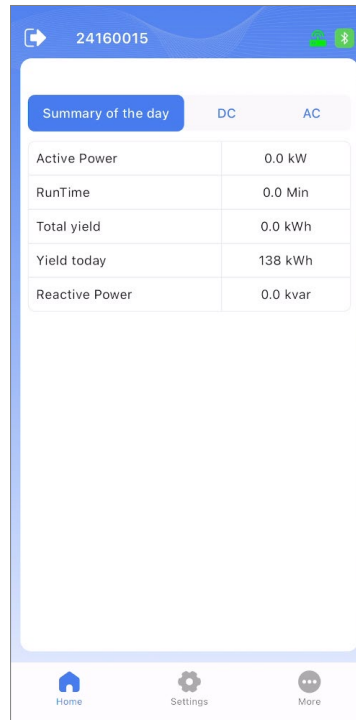 24160015
Summary of the day DC AC
Active Power 0.0 kW
RunTime 0.0 Min
Total yield 0.0 kWh
Yield today 138 kWh
Reactive Power 0.0 kvar
Home Settings More